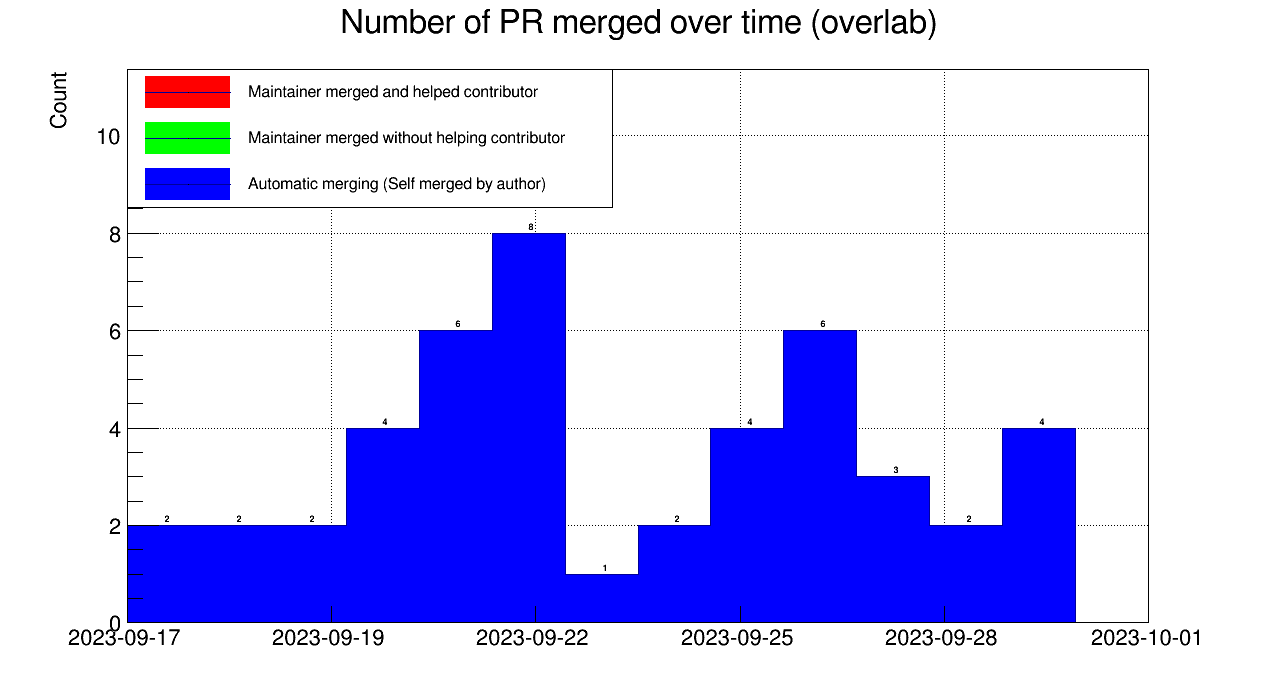 Number of PR merged over time (overlab)
Count
Maintainer merged and helped contributor
Maintainer merged without helping contributor
Automatic merging (Self merged by author)
10
8
6
4
2
0
2 2 2 4 6 8 1 2 4 6 3 2 4
2023-09-17 2023-09-19 2023-09-22 2023-09-25 2023-09-28 2023-10-01